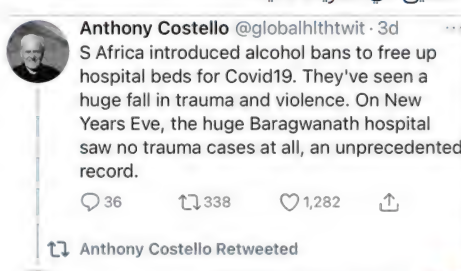 Anthony Costello @globalhlthtwit · 3d ...
S Africa introduced alcohol bans to free up
hospital beds for Covid19. They've seen a
huge fall in trauma and violence. On New
Years Eve, the huge Baragwanath hospital
saw no trauma cases at all, an unprecedented
record.
36 338 1,282
Anthony Costello Retweeted